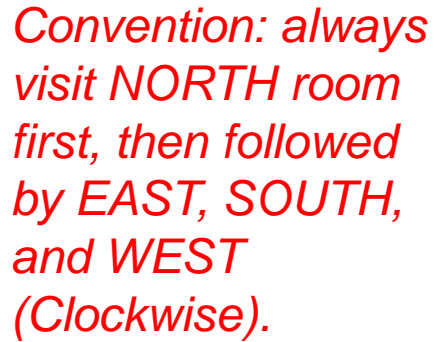 Convention: always
visit NORTH room
first, then followed
by EAST, SOUTH,
and WEST
(Clockwise).